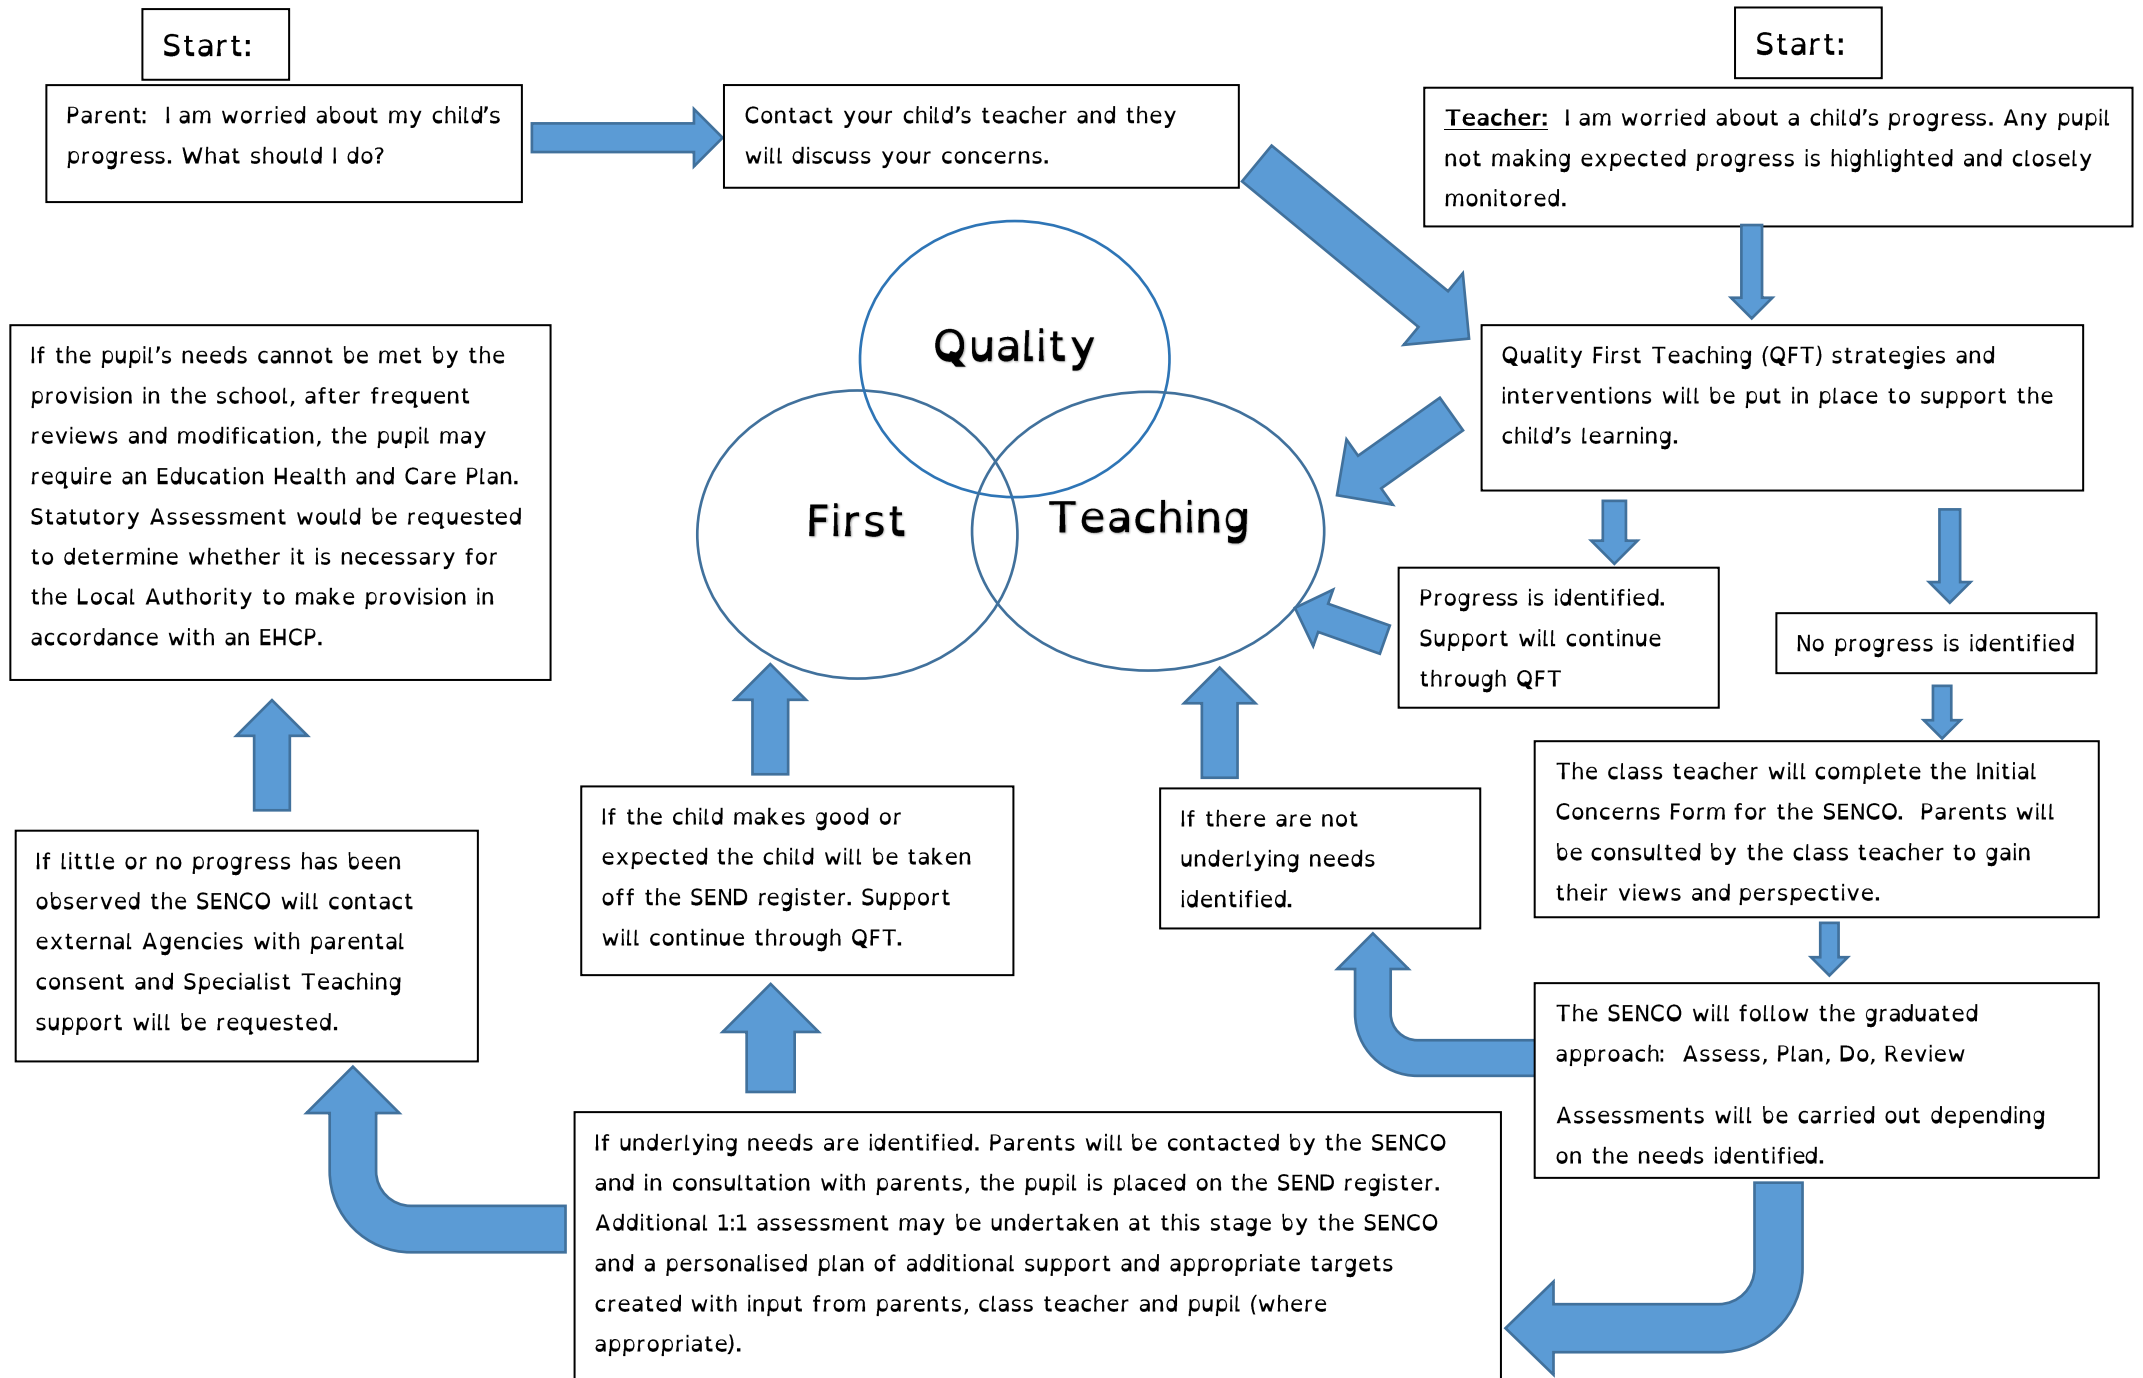 Start:
Parent:  I am worried about my child's
progress. What should I do?
Contact your child's teacher and they
will discuss your concerns.
Start:
Teacher:  I am worried about a child's progress. Any pupil
not making expected progress is highlighted and closely
monitored.
Quality First Teaching (QFT) strategies and
interventions will be put in place to support the
child's learning.
Quality
First
Teaching
Progress is identified.
Support will continue
through QFT
No progress is identified
The class teacher will complete the Initial
Concerns Form for the SENCO.  Parents will
be consulted by the class teacher to gain
their views and perspective.
The SENCO will follow the graduated
approach:  Assess, Plan, Do, Review
Assessments will be carried out depending
on the needs identified.
If there are not
underlying needs
identified.
If underlying needs are identified. Parents will be contacted by the SENCO
and in consultation with parents, the pupil is placed on the SEND register.
Additional 1:1 assessment may be undertaken at this stage by the SENCO
and a personalised plan of additional support and appropriate targets
created with input from parents, class teacher and pupil (where
appropriate).
If the child makes good or
expected the child will be taken
off the SEND register. Support
will continue through QFT.
If little or no progress has been
observed the SENCO will contact
external Agencies with parental
consent and Specialist Teaching
support will be requested.
If the pupil's needs cannot be met by the
provision in the school, after frequent
reviews and modification, the pupil may
require an Education Health and Care Plan.
Statutory Assessment would be requested
to determine whether it is necessary for
the Local Authority to make provision in
accordance with an EHCP.